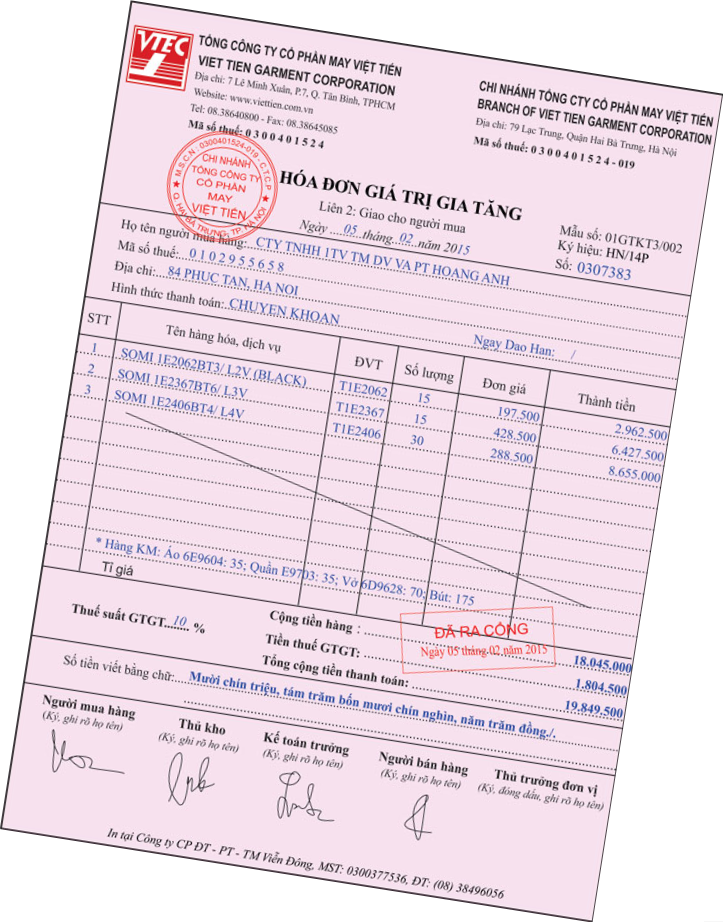 VTEC
TỔNG CÔNG TY CỔ PHẦN MAY VIỆT TIẾN
VIET TIEN GARMENT CORPORATION
Địa chỉ: 7 Lê Minh Xuân, P.7, Q. Tân Bình, TPHCM
Website: www.viettien.com.vn
Tel: 08.38640800 - Fax: 08.38645085
Mã số thuế: 0 3 0 0 4 0 1 5 2 4
CHI NHÁNH TỔNG CTY CỔ PHẦN MAY VIỆT TIẾN
BRANCH OF VIET TIEN GARMENT CORPORATION
Địa chỉ: 79 Lạc Trung, Quận Hai Bà Trưng, Hà Nội
Mã số thuế: 0 3 0 0 4 0 1 5 2 4 - 019
M.S.C.N: 0300401524-019 - C.T.C.P
CHI NHÁNH
TỔNG CÔNG TY
CỔ PHẦN
MAY
VIỆT TIẾN
Q. HAI BÀ TRƯNG, TP. HÀ NỘI
HÓA ĐƠN GIÁ TRỊ GIA TĂNG
Liên 2: Giao cho người mua
Ngày 05 tháng 02 năm 2015
Mẫu số: 01GTKT3/002
Ký hiệu: HN/14P
Số: 0307383
Họ tên người mua hàng: CTY TNHH 1TV TM DV VA PT HOANG ANH
Mã số thuế: 0 1 0 2 9 5 5 6 5 8
Địa chỉ: 84 PHUC TAN, HA NOI
Hình thức thanh toán: CHUYEN KHOAN
Ngay Dao Han: /
STT Tên hàng hóa, dịch vụ ĐVT Số lượng Đơn giá Thành tiền
1 SOMI 1E2062BT3/ L2V (BLACK) T1E2062 15 197.500 2.962.500
2 SOMI 1E2367BT6/ L3V T1E2367 15 428.500 6.427.500
3 SOMI 1E2406BT4/ L4V T1E2406 30 288.500 8.655.000
* Hàng KM: Áo 6E9604: 35; Quần E9703: 35; Vớ 6D9628: 70; Bút: 175
Tỉ giá
Thuế suất GTGT 10 %
Cộng tiền hàng : 18.045.000
Tiền thuế GTGT: 1.804.500
Tổng cộng tiền thanh toán: 19.849.500
ĐÃ RA CỔNG
Ngày 05 tháng 02 năm 2015
Số tiền viết bằng chữ: Mười chín triệu, tám trăm bốn mươi chín nghìn, năm trăm đồng./.
Người mua hàng
(Ký, ghi rõ họ tên)
Thủ kho
(Ký, ghi rõ họ tên)
Kế toán trưởng
(Ký, ghi rõ họ tên)
Người bán hàng
(Ký, ghi rõ họ tên)
Thủ trưởng đơn vị
(Ký, đóng dấu, ghi rõ họ tên)
In tại Công ty CP ĐT - PT - TM Viễn Đông, MST: 0300377536, ĐT: (08) 38496056